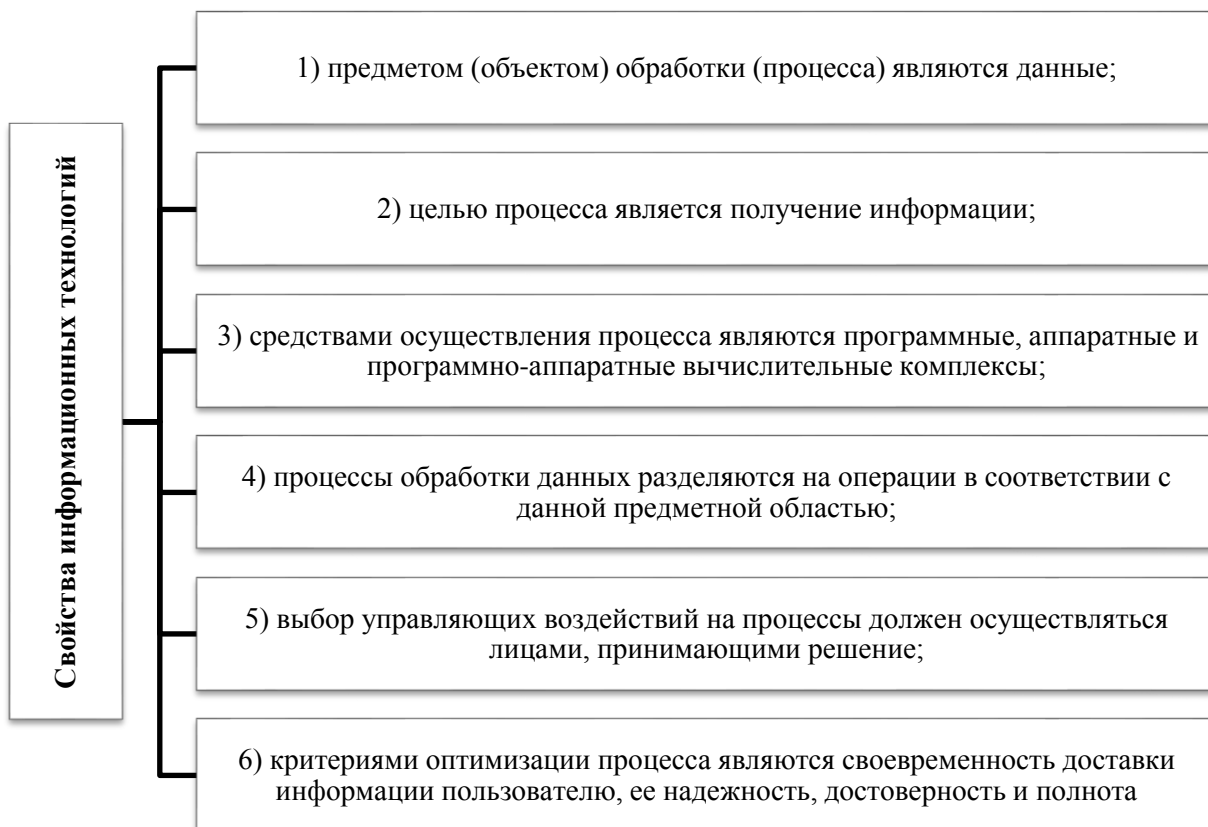 Свойства информационных технологий
1) предметом (объектом) обработки (процесса) являются данные;
2) целью процесса является получение информации;
3) средствами осуществления процесса являются программные, аппаратные и
программно-аппаратные вычислительные комплексы;
4) процессы обработки данных разделяются на операции в соответствии с
данной предметной областью;
5) выбор управляющих воздействий на процессы должен осуществляться
лицами, принимающими решение;
6) критериями оптимизации процесса являются своевременность доставки
информации пользователю, ее надежность, достоверность и полнота